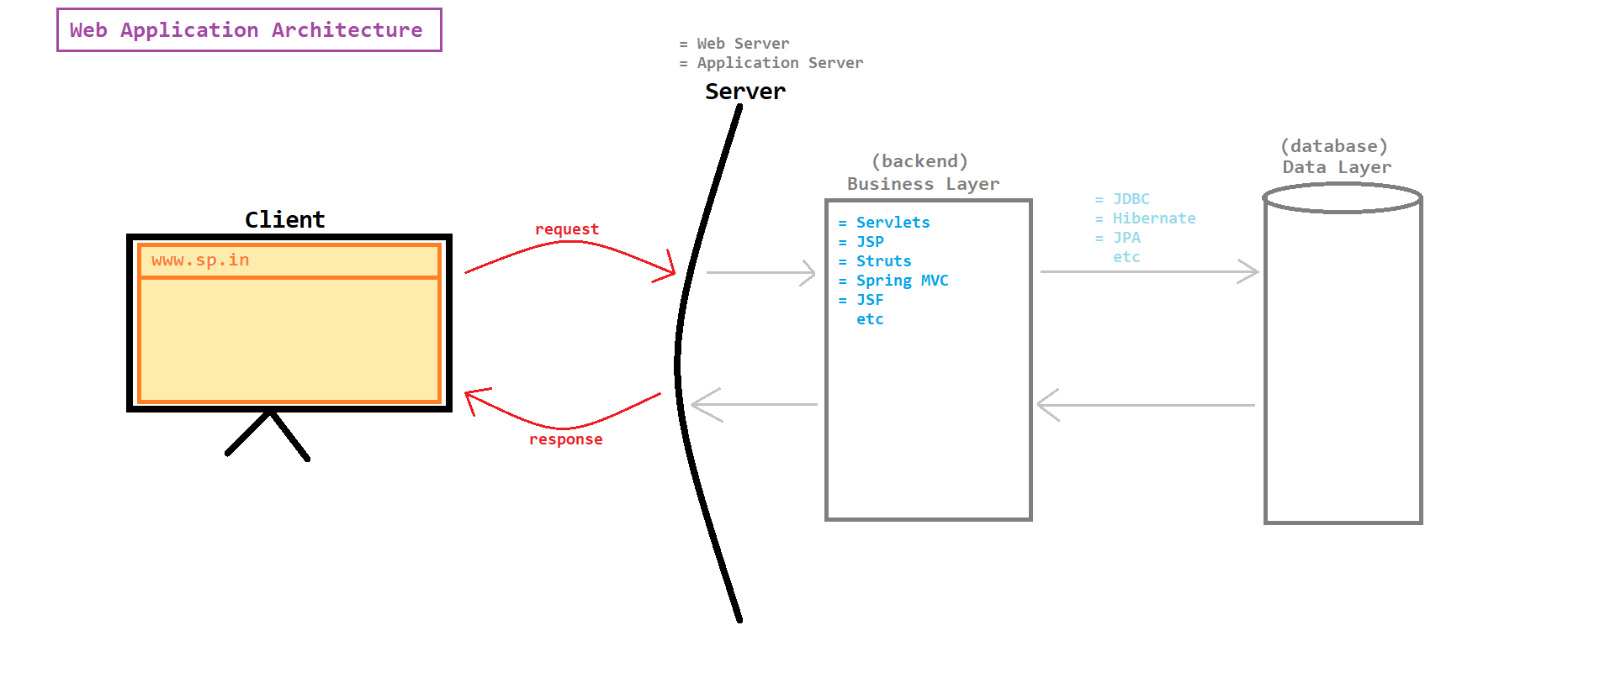 Web Application Architecture
= Web Server
= Application Server
Server
Client
www.sp.in
request
response
(backend)
Business Layer
= Servlets
= JSP
= Struts
= Spring MVC
= JSF
etc
= JDBC
= Hibernate
= JPA
etc
(database)
Data Layer